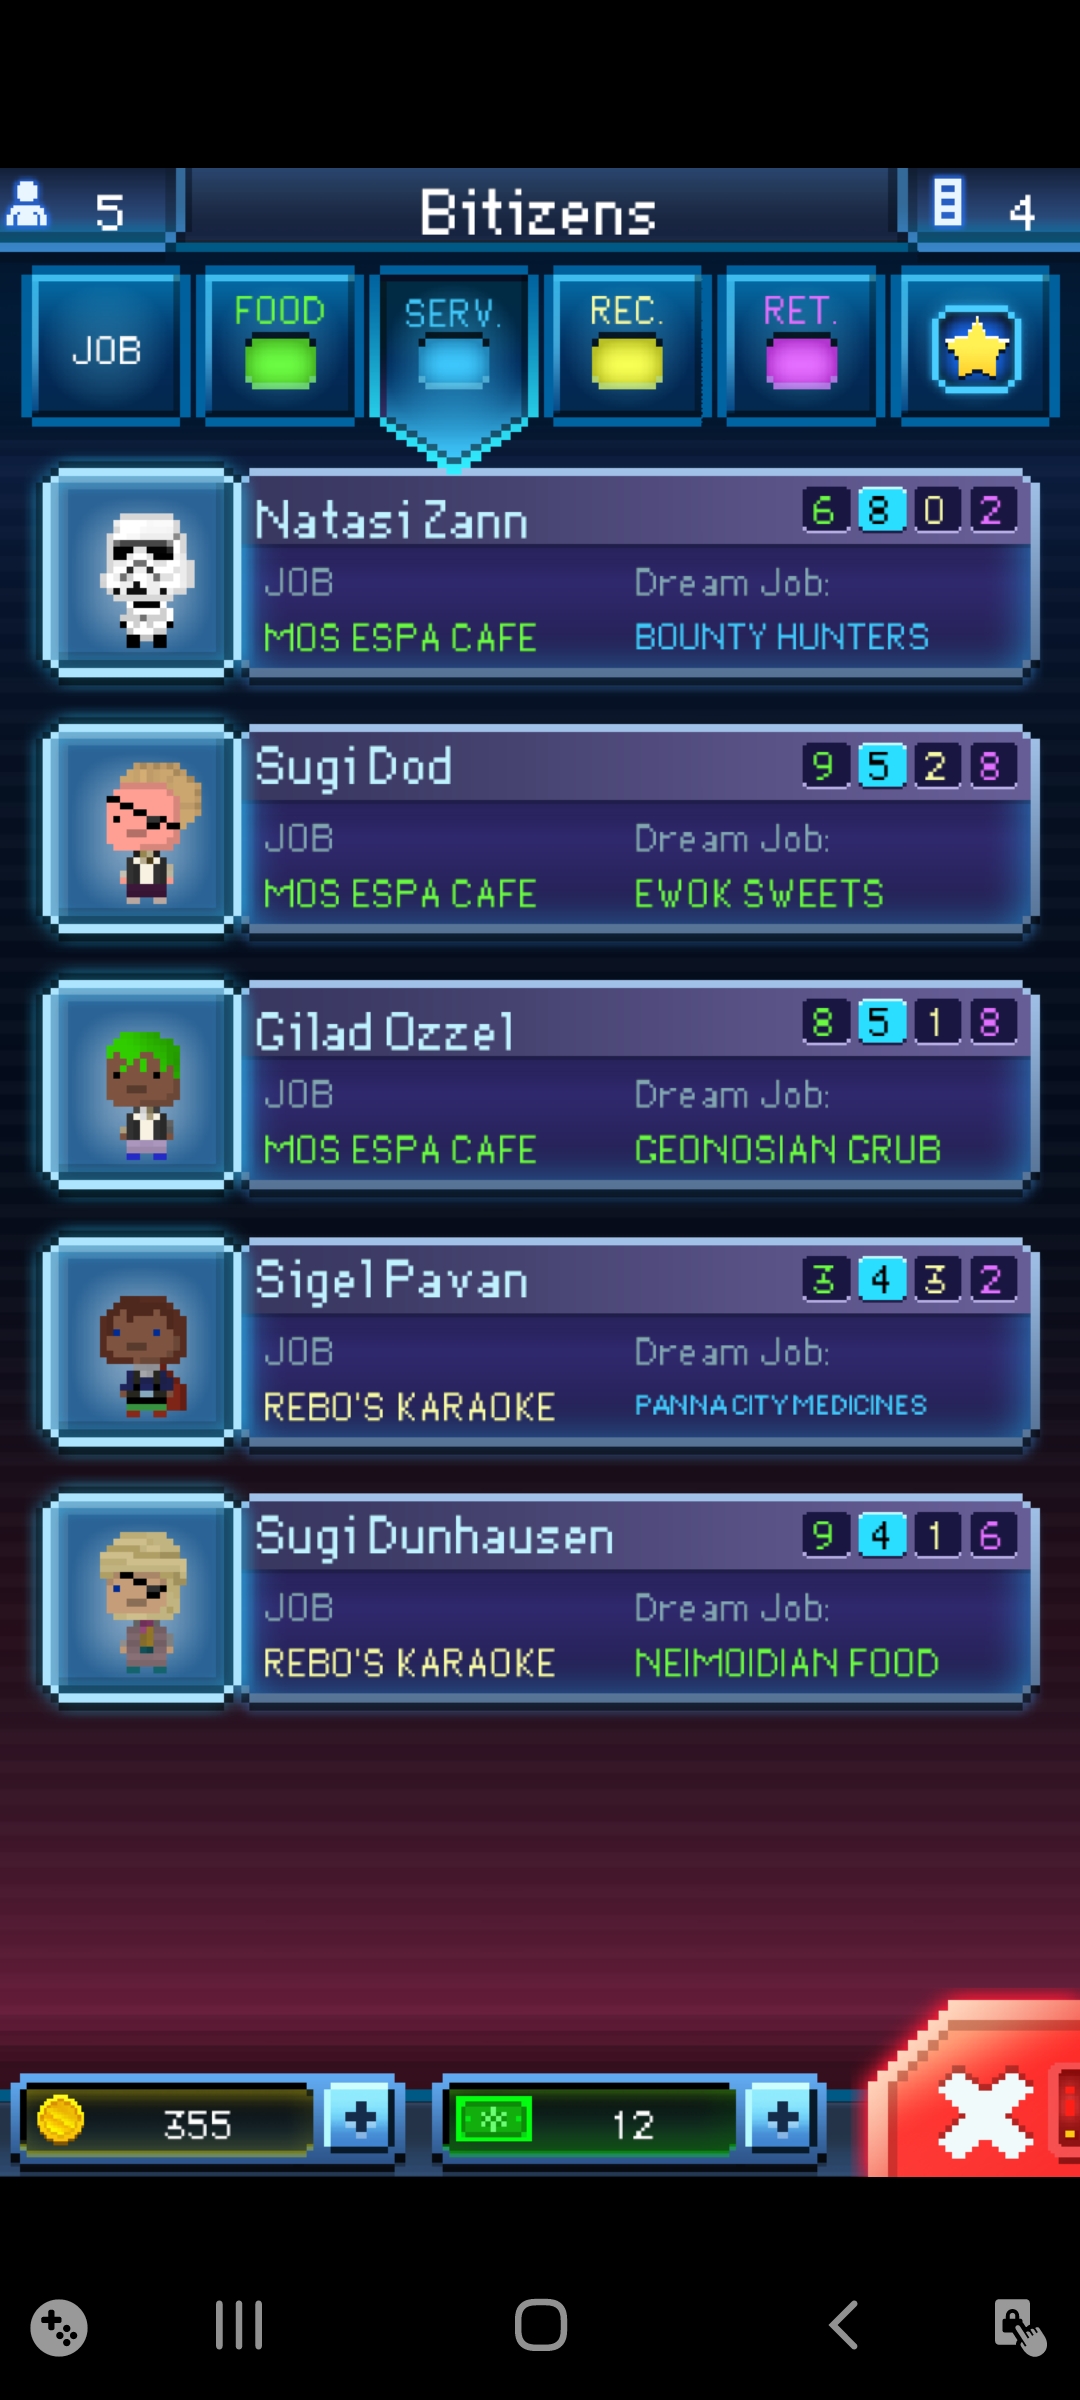 5 Bitizens 4
JOB FOOD SERV. REC. RET.
Natasi Zann 6 8 0 2
JOB Dream Job:
MOS ESPA CAFE BOUNTY HUNTERS
Sugi Dod 9 5 2 8
JOB Dream Job:
MOS ESPA CAFE EWOK SWEETS
Gilad Ozzel 8 5 1 8
JOB Dream Job:
MOS ESPA CAFE GEONOSIAN GRUB
Sigel Pavan 3 4 3 2
JOB Dream Job:
REBO'S KARAOKE PANNA CITY MEDICINES
Sugi Dunhausen 9 4 1 6
JOB Dream Job:
REBO'S KARAOKE NEIMOIDIAN FOOD
355 12